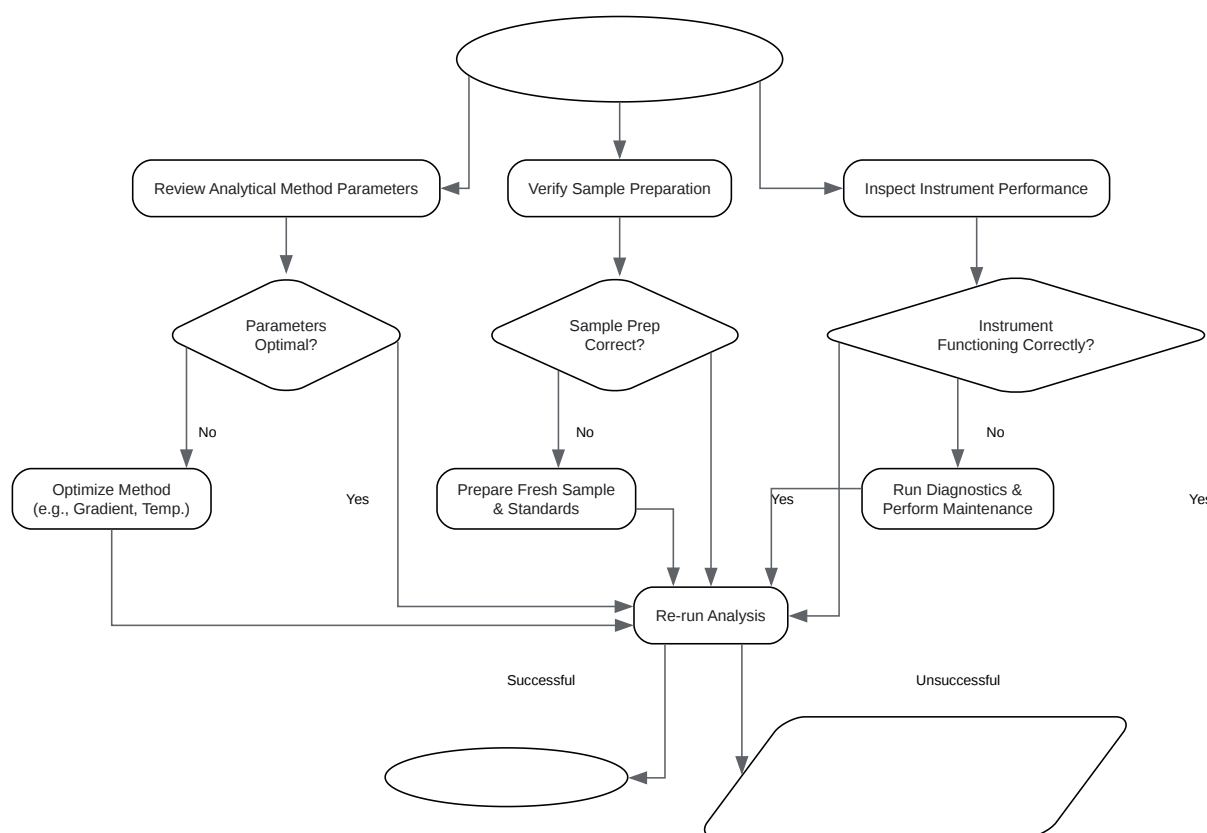 Review Analytical Method Parameters
Verify Sample Preparation
Inspect Instrument Performance
Parameters
Optimal?
Sample Prep
Correct?
Instrument
Functioning Correctly?
No
No
No
Optimize Method
(e.g., Gradient, Temp.)
Yes
Prepare Fresh Sample
& Standards
Yes
Run Diagnostics &
Perform Maintenance
Yes
Re-run Analysis
Successful
Unsuccessful